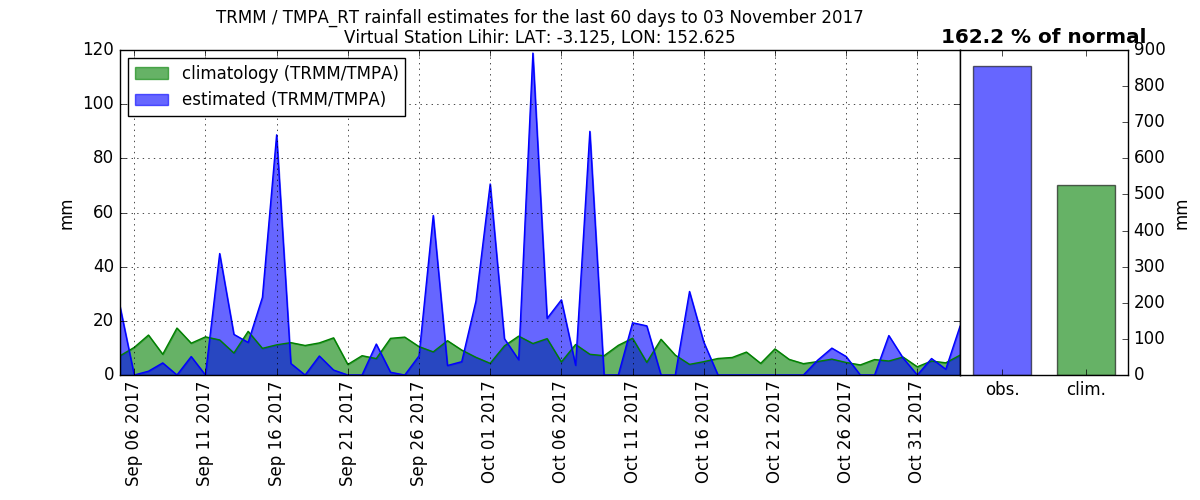 TRMM / TMPA_RT rainfall estimates for the last 60 days to 03 November 2017
Virtual Station Lihir: LAT: -3.125, LON: 152.625
162.2 % of normal
climatology (TRMM/TMPA)
estimated (TRMM/TMPA)
120
100
80
60
40
20
0
mm
Sep 06 2017
Sep 11 2017
Sep 16 2017
Sep 21 2017
Sep 26 2017
Oct 01 2017
Oct 06 2017
Oct 11 2017
Oct 16 2017
Oct 21 2017
Oct 26 2017
Oct 31 2017
900
800
700
600
500
400
300
200
100
0
mm
obs.
clim.